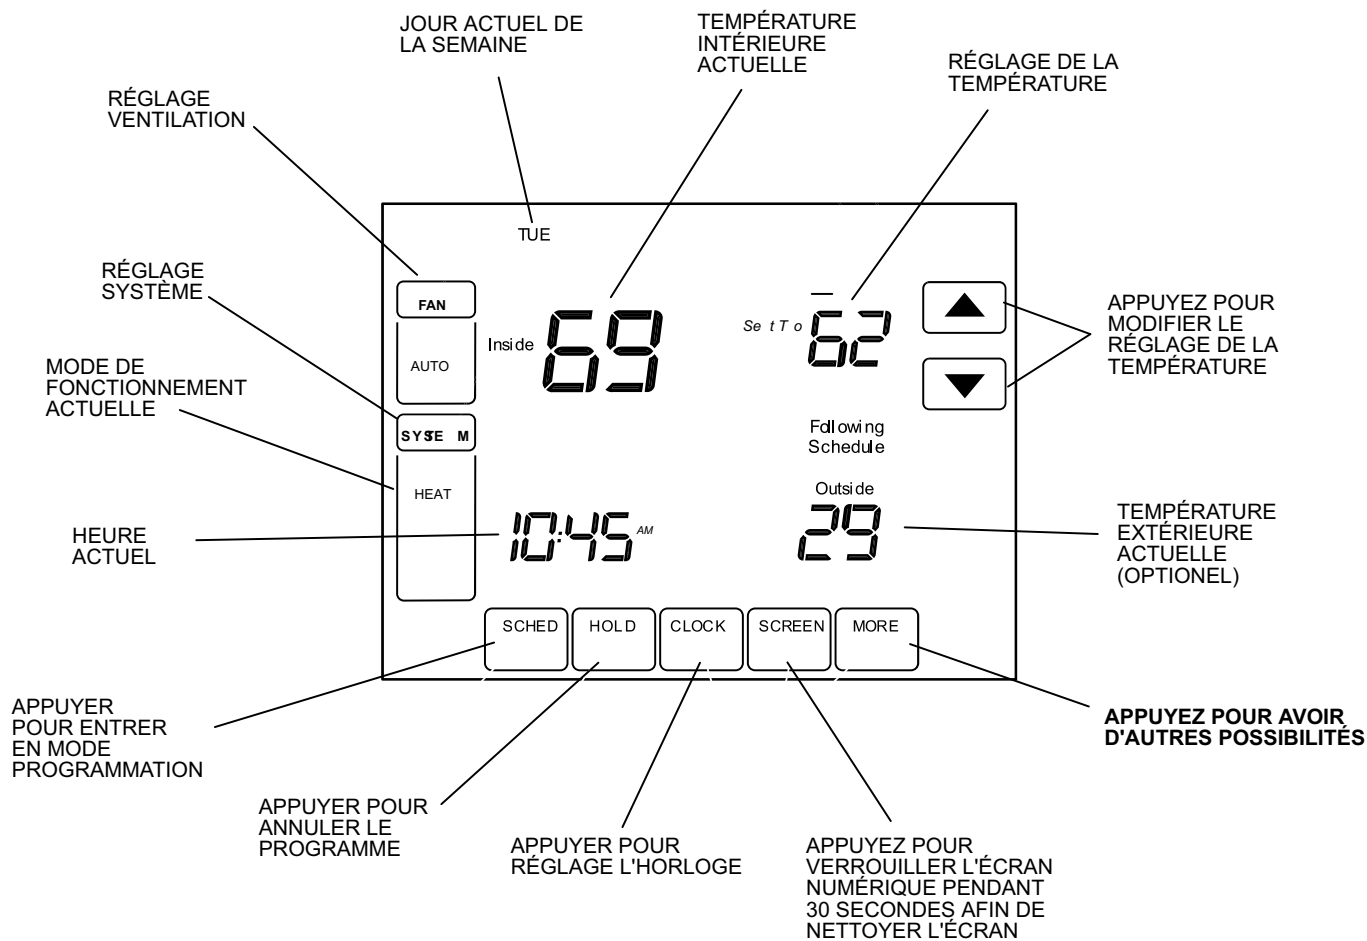 JOUR ACTUEL DE
LA SEMAINE
TEMPÉRATURE
INTÉRIEURE
ACTUELLE
RÉGLAGE DE LA
TEMPÉRATURE
RÉGLAGE
VENTILATION
TUE
RÉGLAGE
SYSTÈME
FAN
AUTO
Inside
69
Set To
62
APPUYEZ POUR
MODIFIER LE
RÉGLAGE DE LA
TEMPÉRATURE
MODE DE
FONCTIONNEMENT
ACTUELLE
SYSTEM
HEAT
Following
Schedule
Outside
29
HEURE
ACTUEL
10:45 AM
TEMPÉRATURE
EXTÉRIEURE
ACTUELLE
(OPTIONEL)
SCHED
HOLD
CLOCK
SCREEN
MORE
APPUYER
POUR ENTRER
EN MODE
PROGRAMMATION
APPUYEZ POUR AVOIR
D'AUTRES POSSIBILITÉS
APPUYER POUR
ANNULER LE
PROGRAMME
APPUYER POUR
RÉGLAGE L'HORLOGE
APPUYEZ POUR
VERROUILLER L'ÉCRAN
NUMÉRIQUE PENDANT
30 SECONDES AFIN DE
NETTOYER L'ÉCRAN